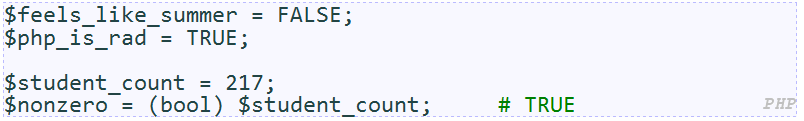 $feels_like_summer = FALSE;
$php_is_rad = TRUE;
$student_count = 217;
$nonzero = (bool) $student_count;     # TRUE
PHP